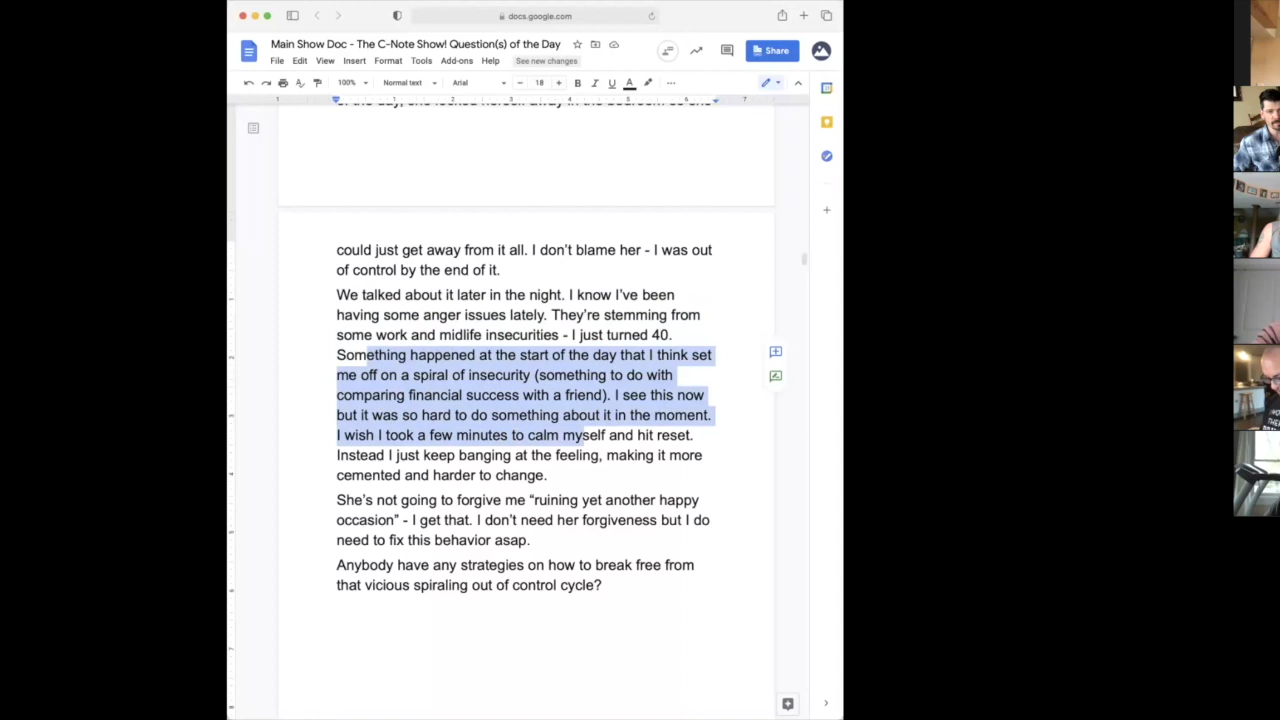 docs.google.com
Main Show Doc - The C-Note Show! Question(s) of the Day
File Edit View Insert Format Tools Add-ons Help See new changes
Share
100% Normal text Arial 18 B I U A
1 1 2 3 4 5 6 7
could just get away from it all. I don't blame her - I was out
of control by the end of it.
We talked about it later in the night. I know I've been
having some anger issues lately. They're stemming from
some work and midlife insecurities - I just turned 40.
Something happened at the start of the day that I think set
me off on a spiral of insecurity (something to do with
comparing financial success with a friend). I see this now
but it was so hard to do something about it in the moment.
I wish I took a few minutes to calm myself and hit reset.
Instead I just keep banging at the feeling, making it more
cemented and harder to change.
She's not going to forgive me “ruining yet another happy
occasion” - I get that. I don't need her forgiveness but I do
need to fix this behavior asap.
Anybody have any strategies on how to break free from
that vicious spiraling out of control cycle?